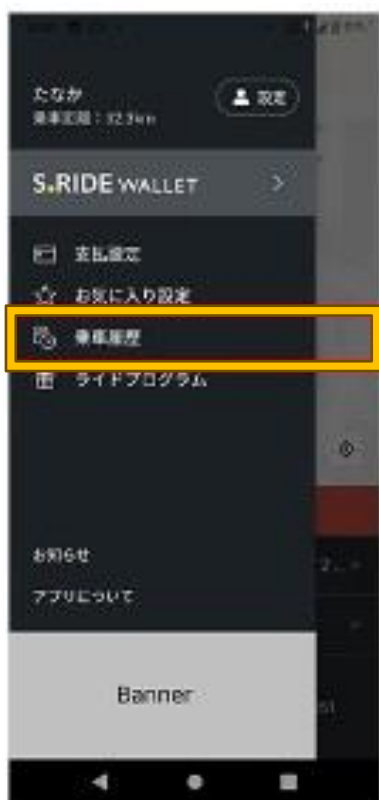 たなか
設定
乗車距離：32.3km
S.RIDE WALLET
支払設定
お気に入り設定
乗車履歴
ライドプログラム
お知らせ
アプリについて
Banner